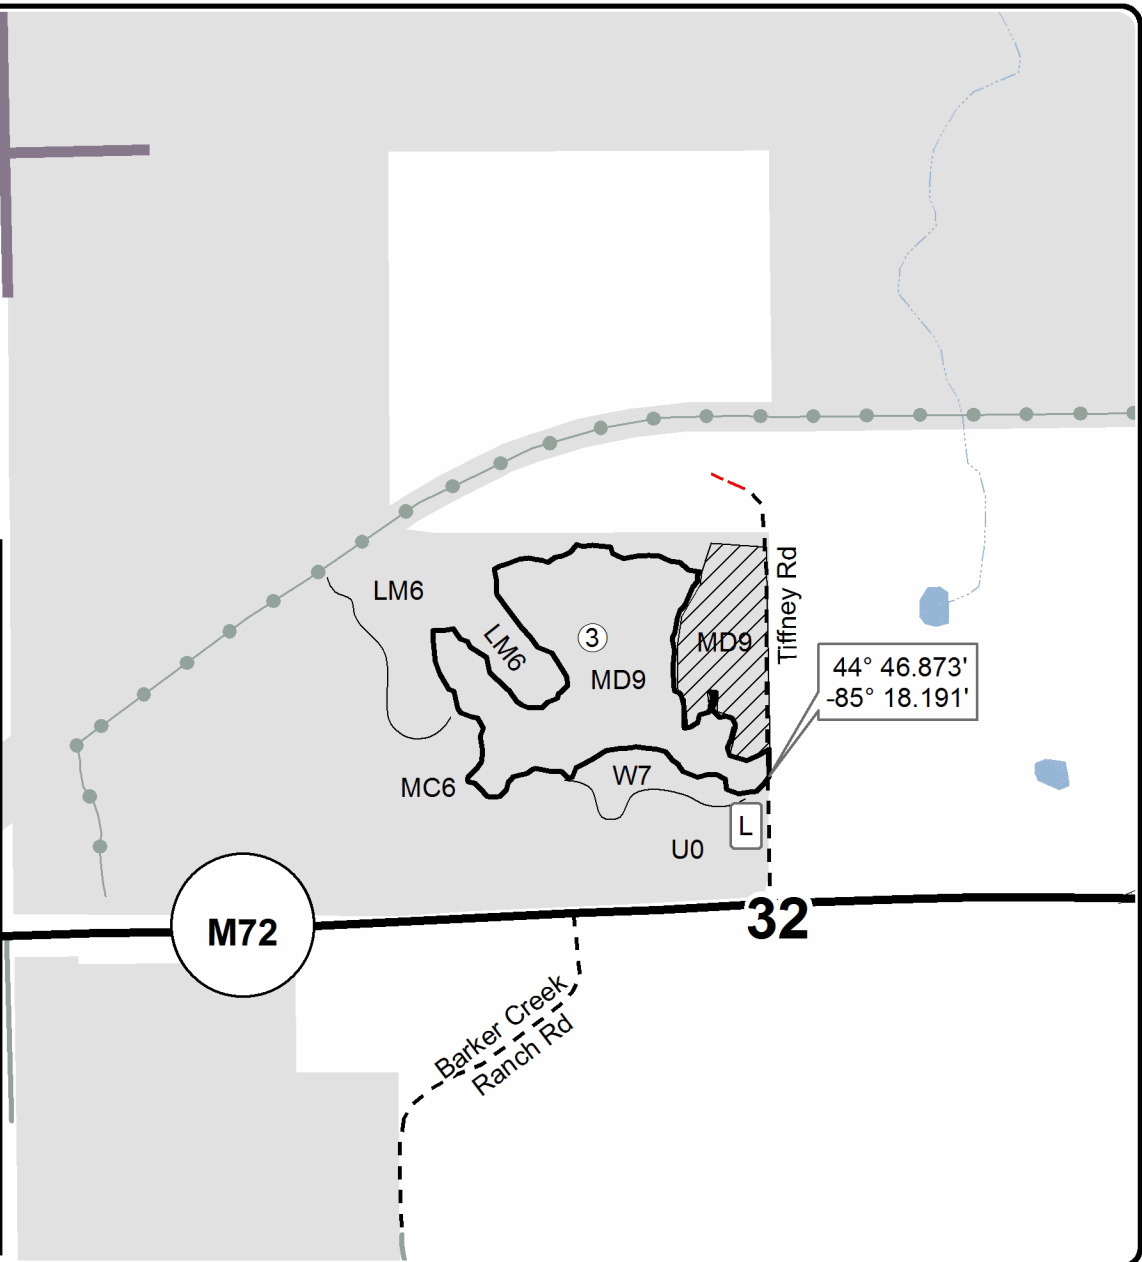 LM6
LM6
3
MD9
MD9
Tiffney Rd
44° 46.873'
-85° 18.191'
W7
MC6
L
U0
M72
32
Barker Creek
Ranch Rd